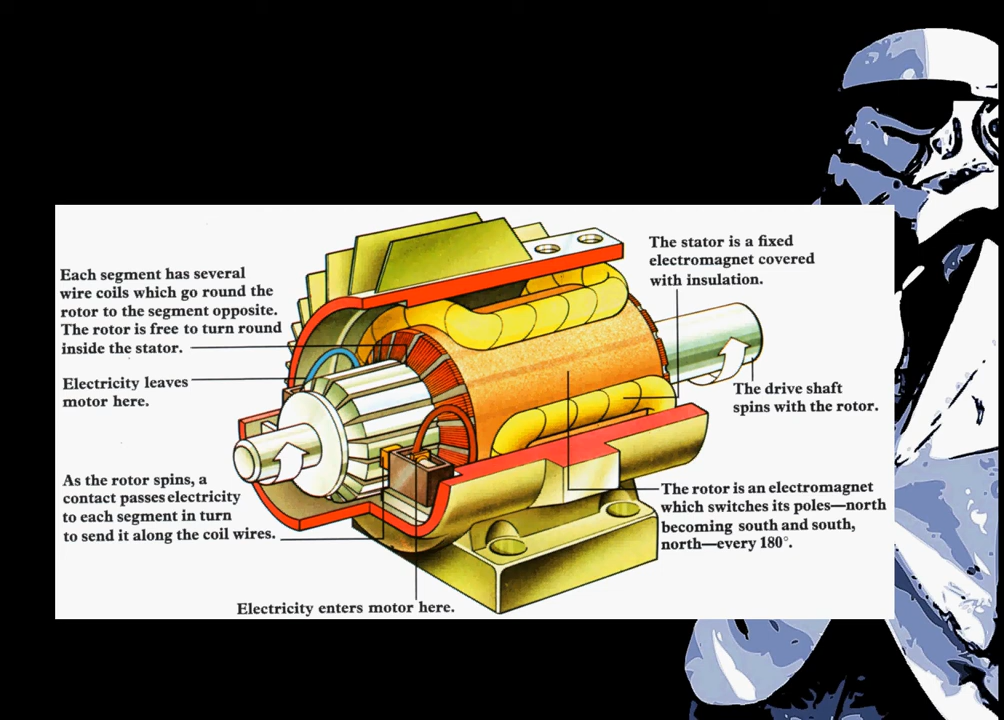 Each segment has several
wire coils which go round the
rotor to the segment opposite.
The rotor is free to turn round
inside the stator.
Electricity leaves
motor here.
As the rotor spins, a
contact passes electricity
to each segment in turn
to send it along the coil wires.
Electricity enters motor here.
The stator is a fixed
electromagnet covered
with insulation.
The drive shaft
spins with the rotor.
The rotor is an electromagnet
which switches its poles—north
becoming south and south,
north—every 180°.